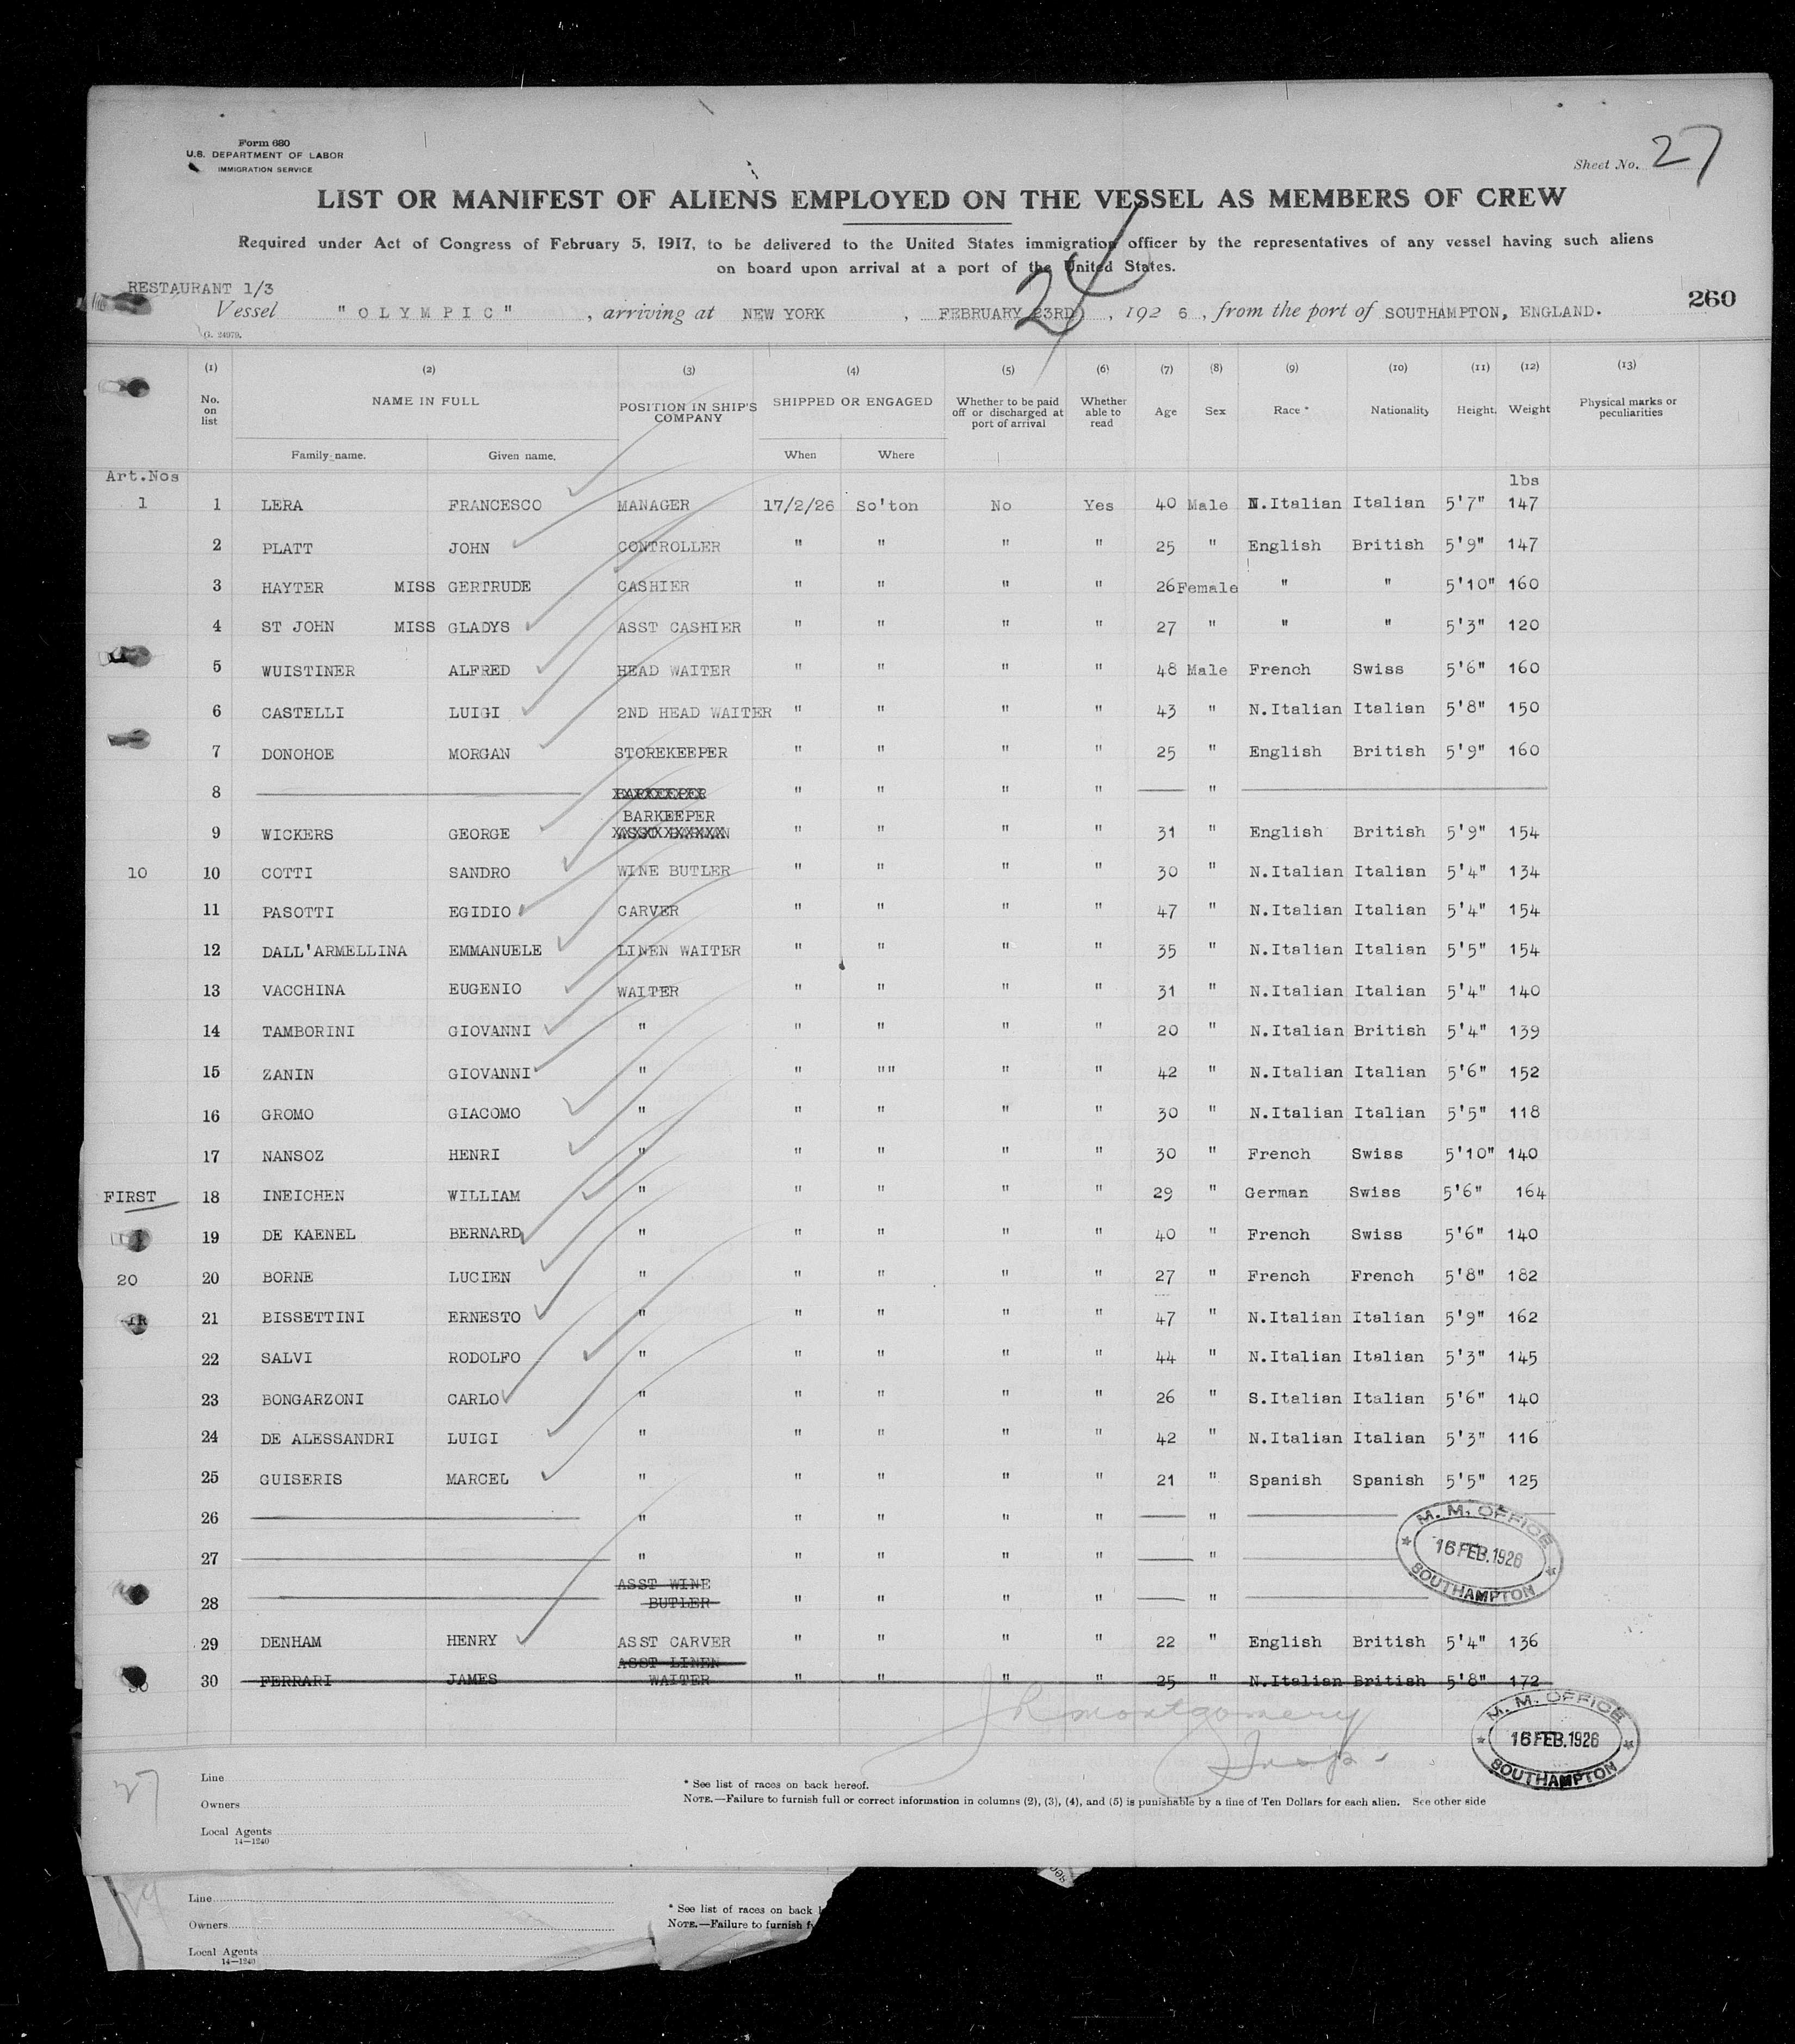 Form 680
U.S. DEPARTMENT OF LABOR
IMMIGRATION SERVICE
Sheet No. 27
LIST OR MANIFEST OF ALIENS EMPLOYED ON THE VESSEL AS MEMBERS OF CREW
Required under Act of Congress of February 5, 1917, to be delivered to the United States immigration officer by the representatives of any vessel having such aliens
on board upon arrival at a port of the United States.
RESTAURANT 1/3
260
Vessel "OLYMPIC", arriving at NEW YORK, FEBRUARY 23RD, 1926, from the port of SOUTHAMPTON, ENGLAND.
24
G. 24979.
(1) (2) (3) (4) (5) (6) (7) (8) (9) (10) (11) (12) (13)
No. on list NAME IN FULL POSITION IN SHIP'S COMPANY SHIPPED OR ENGAGED Whether to be paid off or discharged at port of arrival Whether able to read Age Sex Race * Nationality Height. Weight Physical marks or peculiarities
Family name. Given name. When Where
Art.Nos lbs
1 1 LERA FRANCESCO MANAGER 17/2/26 So'ton No Yes 40 Male N.Italian Italian 5'7" 147
2 PLATT JOHN CONTROLLER " " " " 25 " English British 5'9" 147
3 HAYTER MISS GERTRUDE CASHIER " " " " 26 Female " " 5'10" 160
4 ST JOHN MISS GLADYS ASST CASHIER " " " " 27 " " " 5'3" 120
5 WUISTINER ALFRED HEAD WAITER " " " " 48 Male French Swiss 5'6" 160
6 CASTELLI LUIGI 2ND HEAD WAITER " " " " 43 " N.Italian Italian 5'8" 150
7 DONOHOE MORGAN STOREKEEPER " " " " 25 " English British 5'9" 160
8 BARKEEPER " " " " "
BARKEEPER
9 WICKERS GEORGE " " " " 31 " English British 5'9" 154
10 10 COTTI SANDRO WINE BUTLER " " " " 30 " N.Italian Italian 5'4" 134
11 PASOTTI EGIDIO CARVER " " " " 47 " N.Italian Italian 5'4" 154
12 DALL'ARMELLINA EMMANUELE LINEN WAITER " " " " 35 " N.Italian Italian 5'5" 154
13 VACCHINA EUGENIO WAITER " " " " 31 " N.Italian Italian 5'4" 140
14 TAMBORINI GIOVANNI " " " " " 20 " N.Italian British 5'4" 139
15 ZANIN GIOVANNI " " "" " " 42 " N.Italian Italian 5'6" 152
16 GROMO GIACOMO " " " " " 30 " N.Italian Italian 5'5" 118
17 NANSOZ HENRI " " " " " 30 " French Swiss 5'10" 140
FIRST 18 INEICHEN WILLIAM " " " " " 29 " German Swiss 5'6" 164
19 DE KAENEL BERNARD " " " " " 40 " French Swiss 5'6" 140
20 20 BORNE LUCIEN " " " " " 27 " French French 5'8" 182
21 BISSETTINI ERNESTO " " " " " 47 " N.Italian Italian 5'9" 162
22 SALVI RODOLFO " " " " " 44 " N.Italian Italian 5'3" 145
23 BONGARZONI CARLO " " " " " 26 " S.Italian Italian 5'6" 140
24 DE ALESSANDRI LUIGI " " " " " 42 " N.Italian Italian 5'3" 116
25 GUISERIS MARCEL " " " " " 21 " Spanish Spanish 5'5" 125
26 " " " " " "
27 " " " " " "
ASST WINE
28 BUTLER " " " " "
M. M. OFFICE
16 FEB. 1926
SOUTHAMPTON
29 DENHAM HENRY ASST CARVER " " " " 22 " English British 5'4" 136
ASST LINEN
30 30 FERRARI JAMES WAITER " " " " 25 " N.Italian British 5'8" 172
J R Montgomery
Insp.
M. M. OFFICE
16 FEB. 1926
SOUTHAMPTON
27
Line
Owners
Local Agents
14—1240
* See list of races on back hereof.
NOTE.—Failure to furnish full or correct information in columns (2), (3), (4), and (5) is punishable by a fine of Ten Dollars for each alien. See other side
Line
Owners
Local Agents
14—1240
* See list of races on back
NOTE.—Failure to furnish